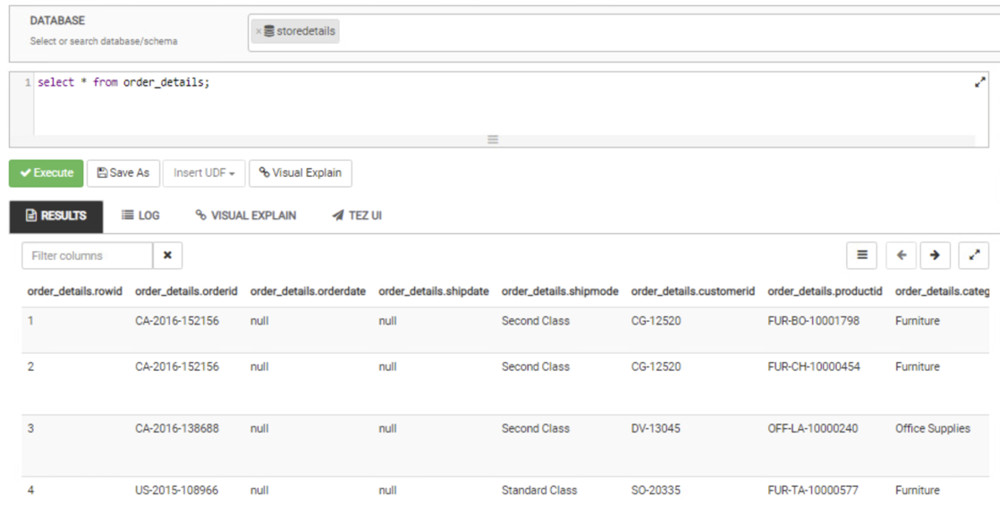 DATABASE
Select or search database/schema
× storedetails
1 select * from order_details;
Execute Save As Insert UDF Visual Explain
RESULTS LOG VISUAL EXPLAIN TEZ UI
Filter columns
order_details.rowid order_details.orderid order_details.orderdate order_details.shipdate order_details.shipmode order_details.customerid order_details.productid order_details.categ
1 CA-2016-152156 null null Second Class CG-12520 FUR-BO-10001798 Furniture
2 CA-2016-152156 null null Second Class CG-12520 FUR-CH-10000454 Furniture
3 CA-2016-138688 null null Second Class DV-13045 OFF-LA-10000240 Office Supplies
4 US-2015-108966 null null Standard Class SO-20335 FUR-TA-10000577 Furniture